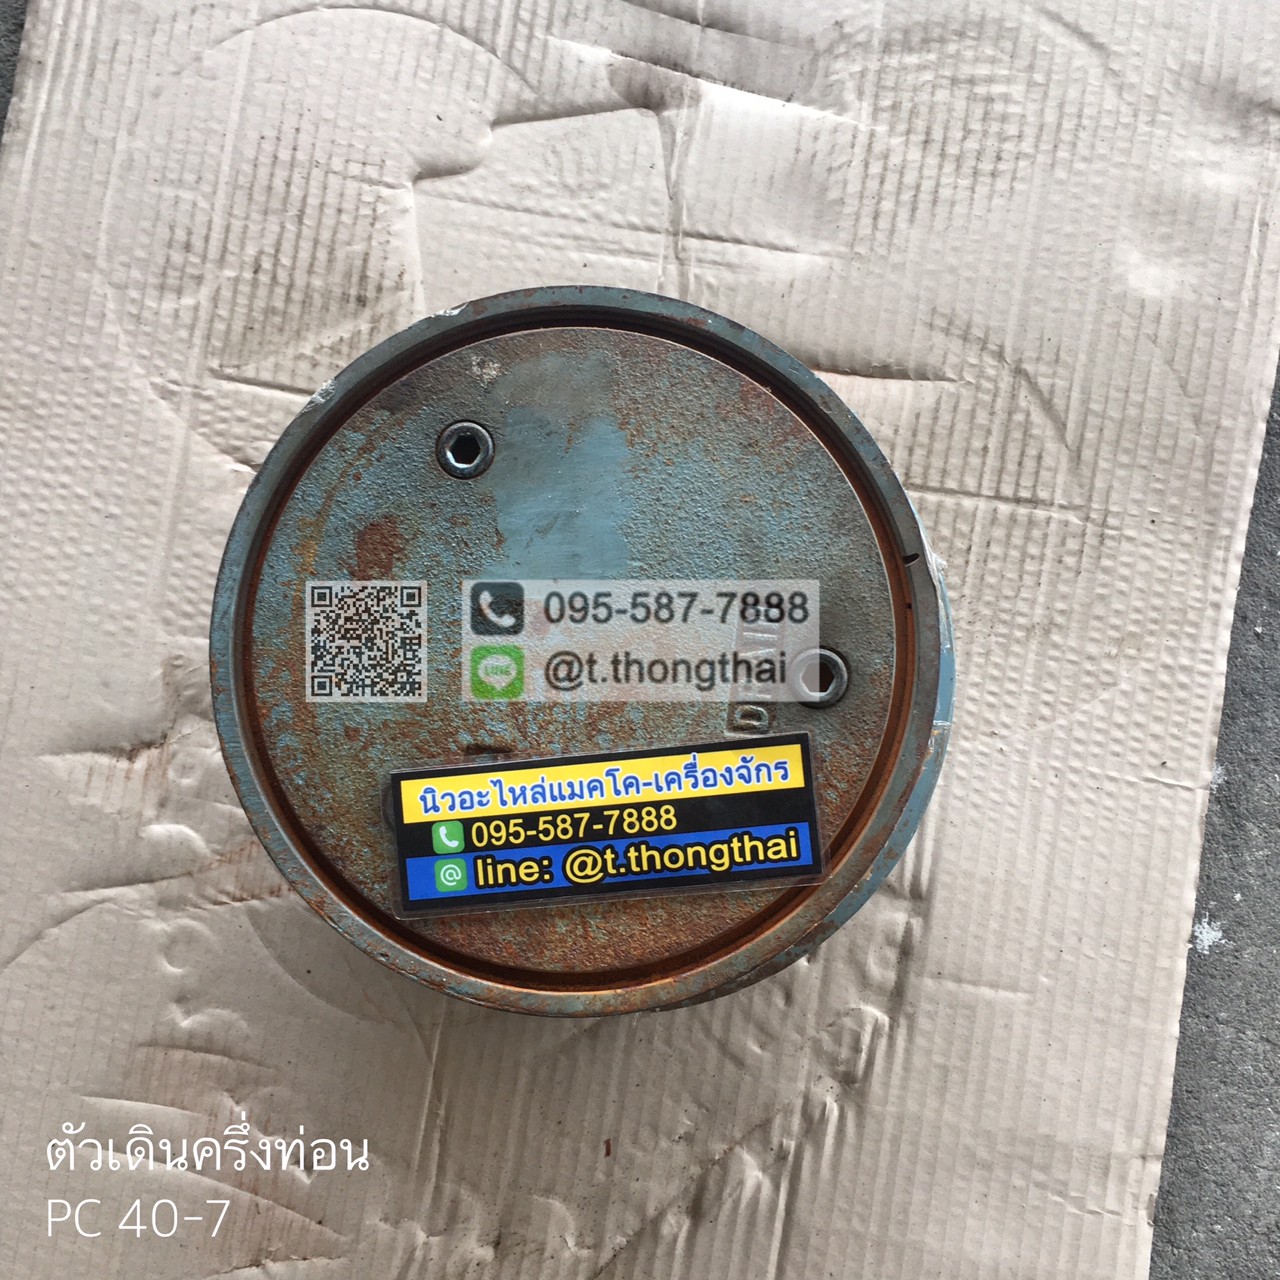 095-587-7888
LINE @t.thongthai
DRAIN
นิวอะไหล่แมคโค-เครื่องจักร
095-587-7888
@ line: @t.thongthai
ตัวเดินครึ่งท่อน
PC 40-7